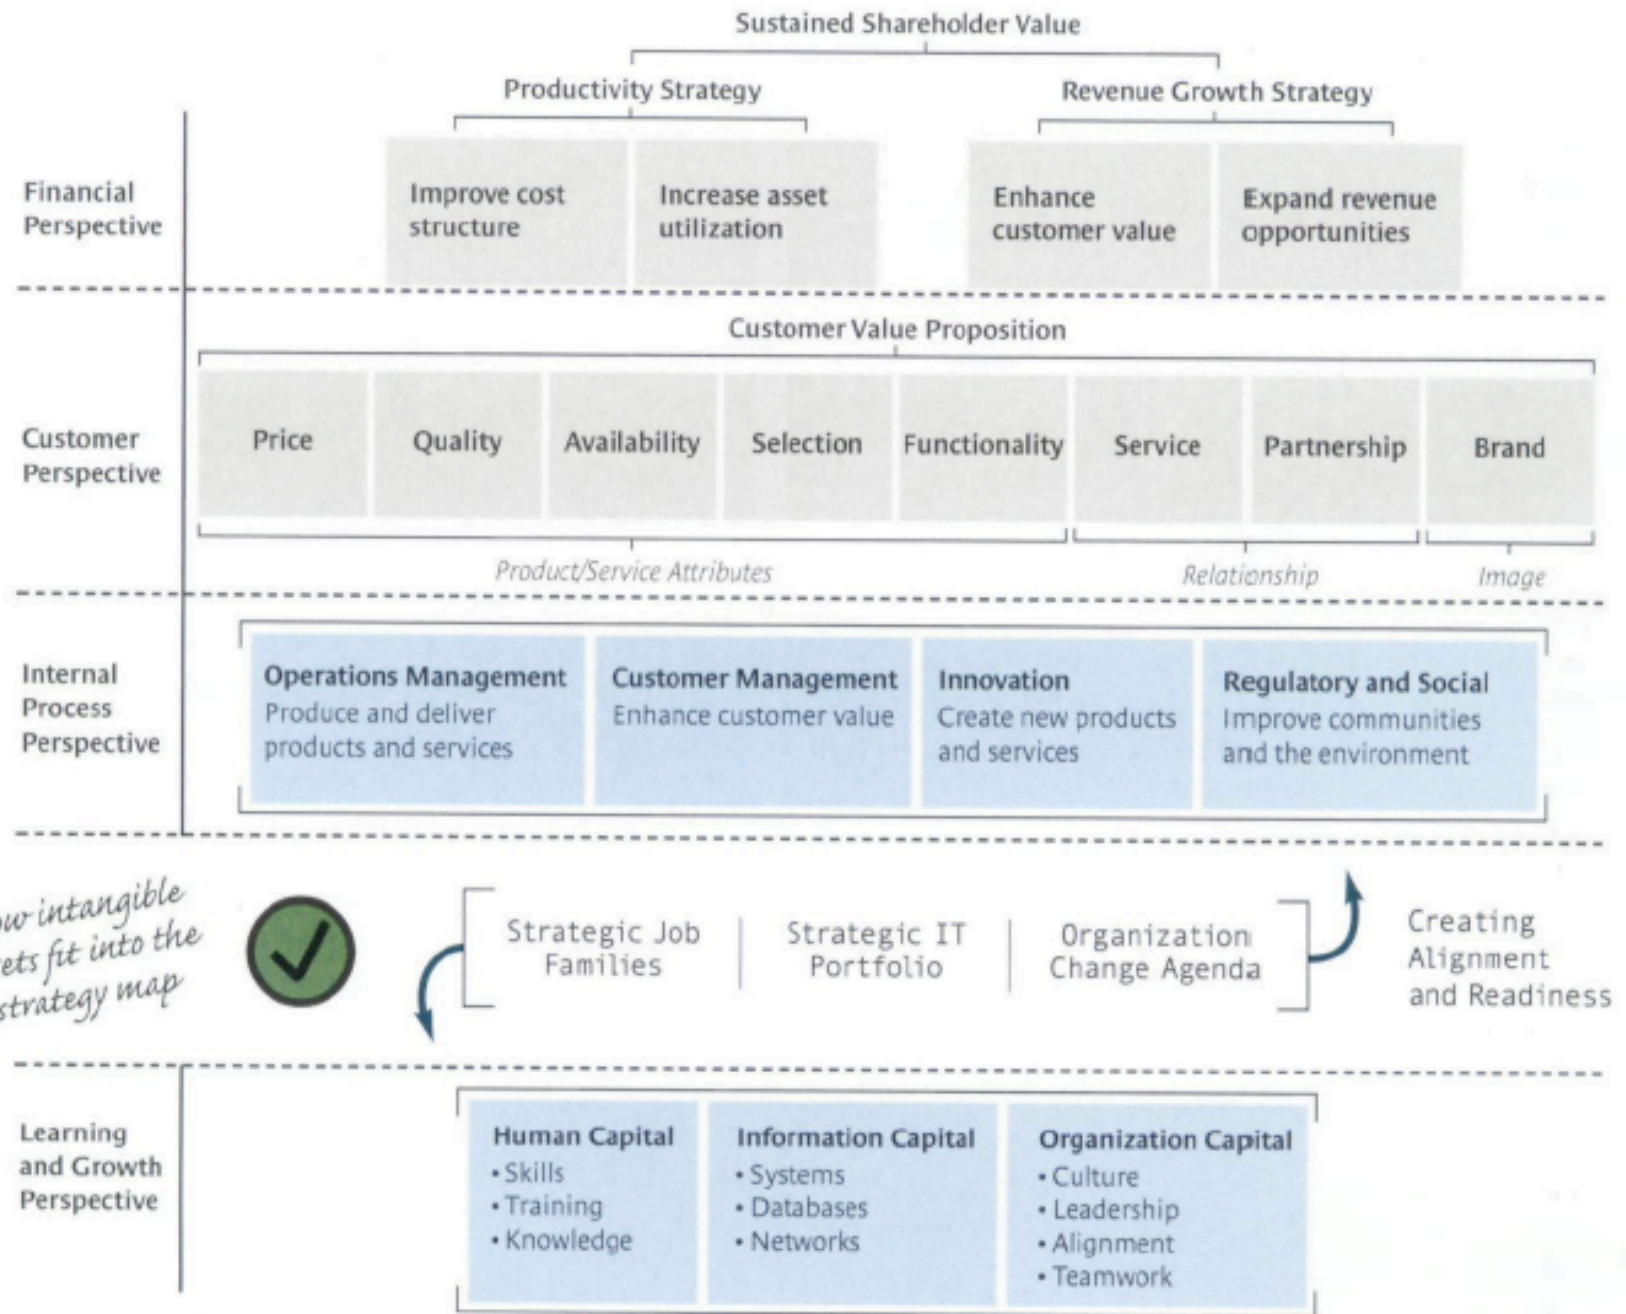 Sustained Shareholder Value
Productivity Strategy
Revenue Growth Strategy
Financial
Perspective
Improve cost
structure
Increase asset
utilization
Enhance
customer value
Expand revenue
opportunities
Customer Value Proposition
Customer
Perspective
Price
Quality
Availability
Selection
Functionality
Service
Partnership
Brand
Product/Service Attributes
Relationship
Image
Internal
Process
Perspective
Operations Management
Produce and deliver
products and services
Customer Management
Enhance customer value
Innovation
Create new products
and services
Regulatory and Social
Improve communities
and the environment
ow intangible
ets fit into the
strategy map
Strategic Job
Families
Strategic IT
Portfolio
Organization
Change Agenda
Creating
Alignment
and Readiness
Learning
and Growth
Perspective
Human Capital
• Skills
• Training
• Knowledge
Information Capital
• Systems
• Databases
• Networks
Organization Capital
• Culture
• Leadership
• Alignment
• Teamwork